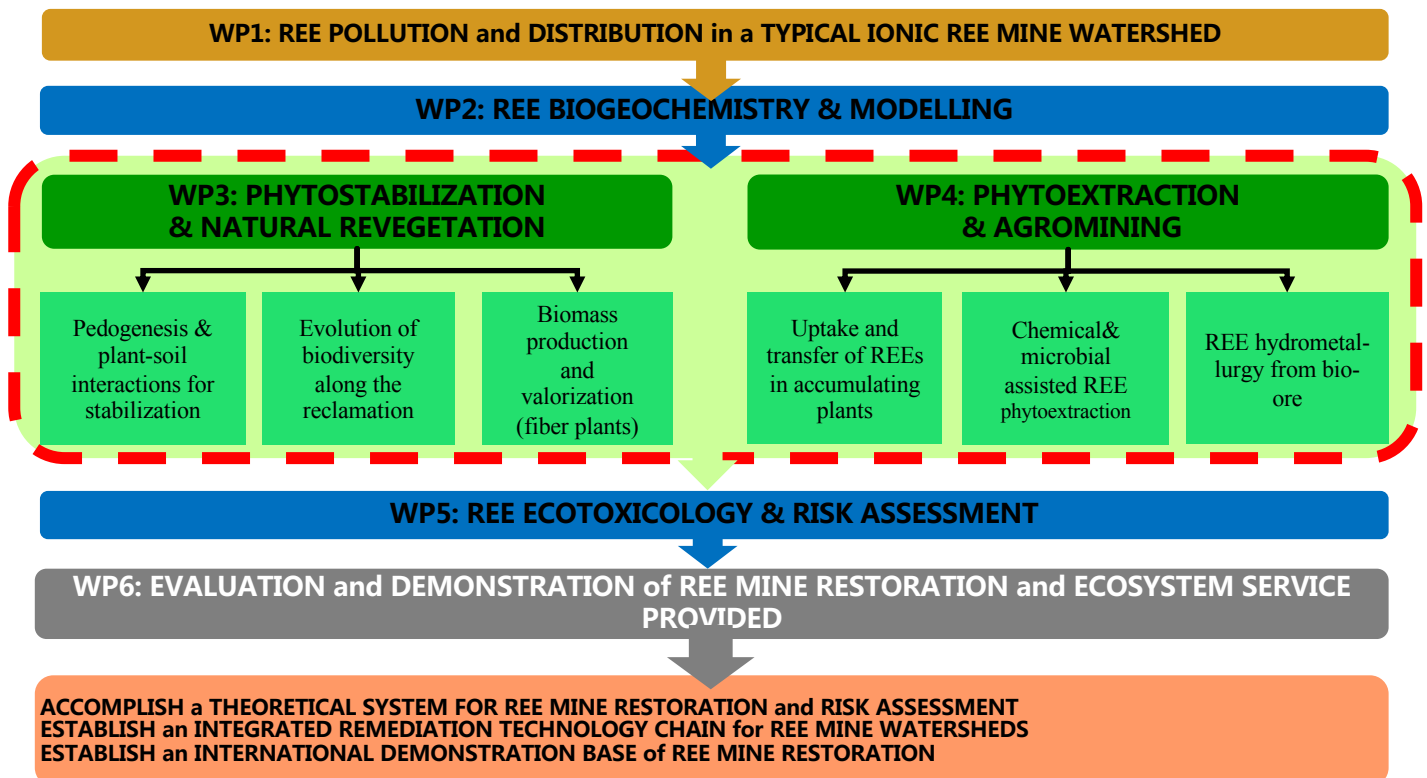 WP1: REE POLLUTION and DISTRIBUTION in a TYPICAL IONIC REE MINE WATERSHED
WP2: REE BIOGEOCHEMISTRY & MODELLING
WP3: PHYTOSTABILIZATION
& NATURAL REVEGETATION
Pedogenesis &
plant-soil
interactions for
stabilization
Evolution of
biodiversity
along the
reclamation
Biomass
production
and
valorization
(fiber plants)
WP4: PHYTOEXTRACTION
& AGROMINING
Uptake and
transfer of REEs
in accumulating
plants
Chemical&
microbial
assisted REE
phytoextraction
REE hydrometal-
lurgy from bio-
ore
WP5: REE ECOTOXICOLOGY & RISK ASSESSMENT
WP6: EVALUATION and DEMONSTRATION of REE MINE RESTORATION and ECOSYSTEM SERVICE
PROVIDED
ACCOMPLISH a THEORETICAL SYSTEM FOR REE MINE RESTORATION and RISK ASSESSMENT
ESTABLISH an INTEGRATED REMEDIATION TECHNOLOGY CHAIN for REE MINE WATERSHEDS
ESTABLISH an INTERNATIONAL DEMONSTRATION BASE of REE MINE RESTORATION